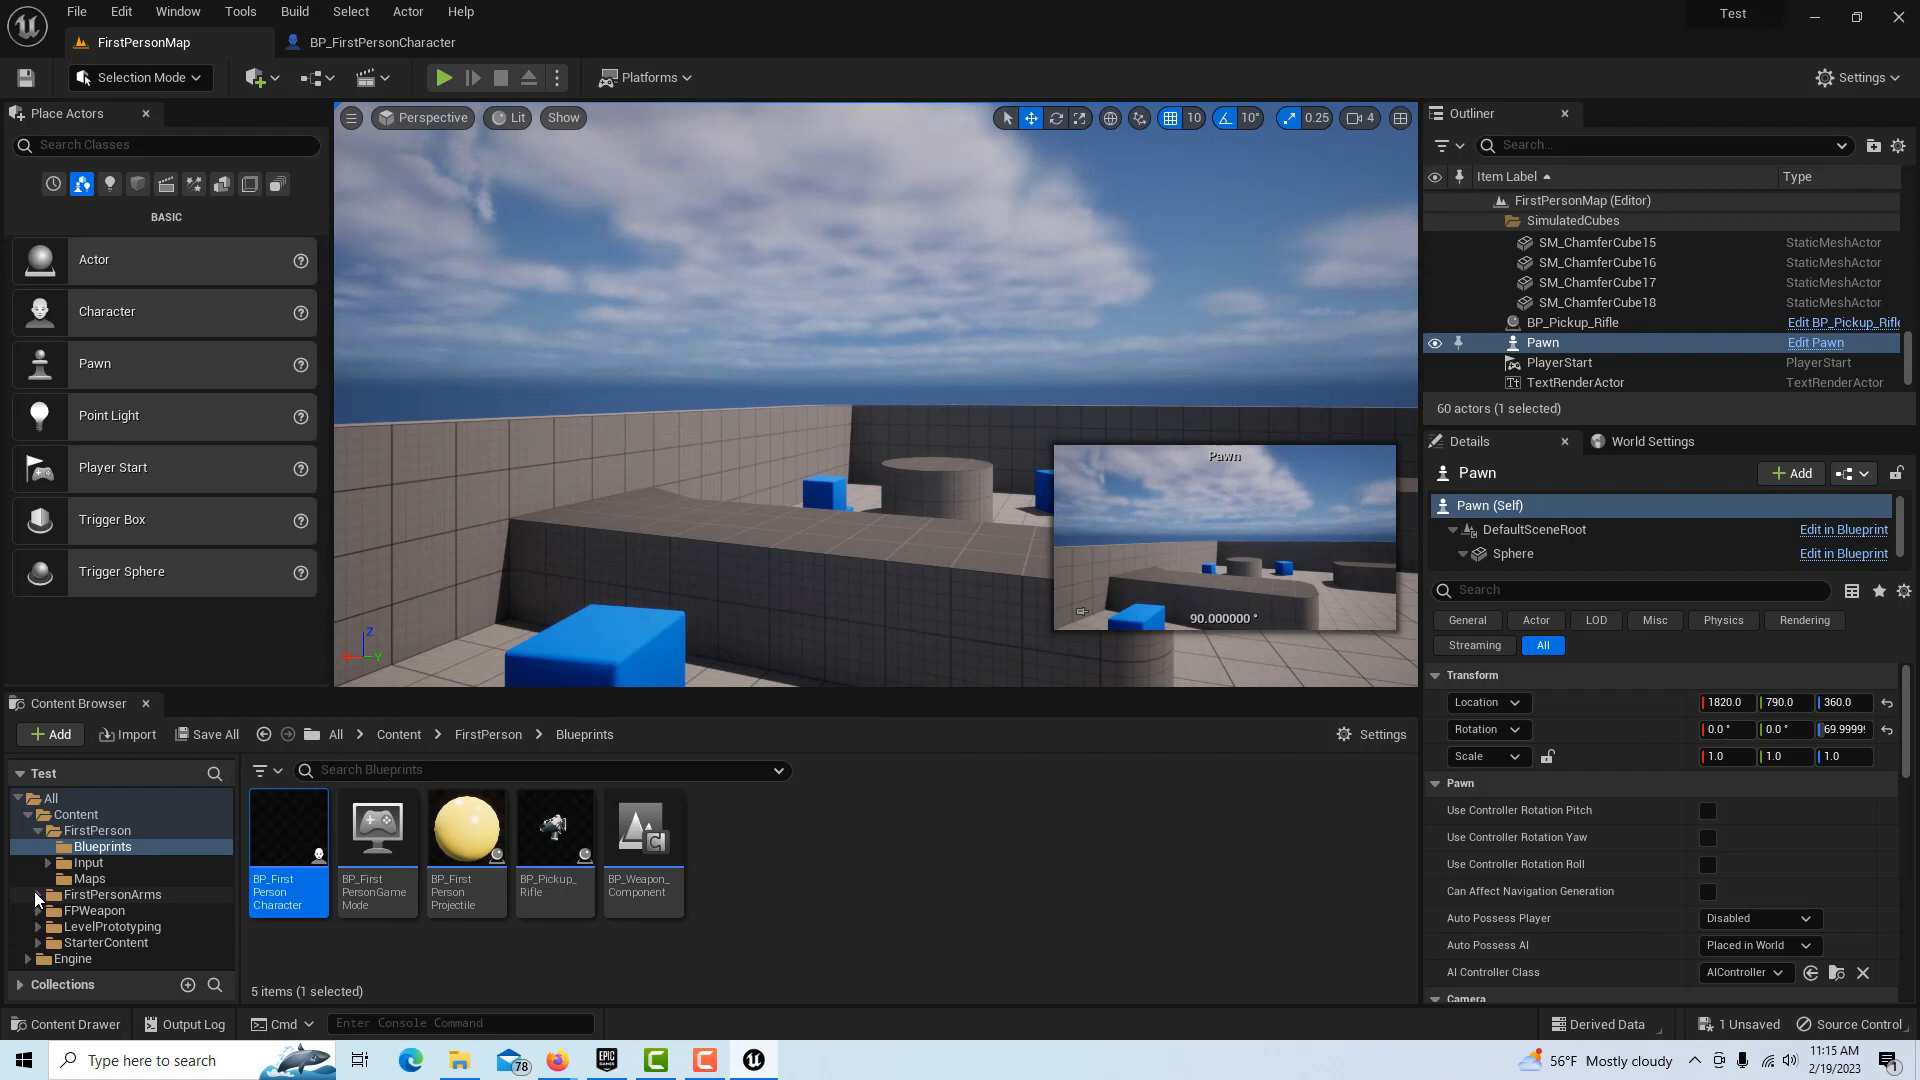 File Edit Window Tools Build Select Actor Help
Test
FirstPersonMap
BP_FirstPersonCharacter
Selection Mode
Platforms
Settings
Place Actors
Search Classes
BASIC
Actor
Character
Pawn
Point Light
Player Start
Trigger Box
Trigger Sphere
Perspective
Lit
Show
10
10°
0.25
4
Pawn
90.000000 °
Z
Y
Outliner
Search...
Item Label
Type
FirstPersonMap (Editor)
SimulatedCubes
SM_ChamferCube15 StaticMeshActor
SM_ChamferCube16 StaticMeshActor
SM_ChamferCube17 StaticMeshActor
SM_ChamferCube18 StaticMeshActor
BP_Pickup_Rifle Edit BP_Pickup_Rifle
Pawn Edit Pawn
PlayerStart PlayerStart
TextRenderActor TextRenderActor
60 actors (1 selected)
Details
World Settings
Pawn
Add
Pawn (Self)
DefaultSceneRoot Edit in Blueprint
Sphere Edit in Blueprint
Search
General Actor LOD Misc Physics Rendering
Streaming All
Transform
Location 1820.0 790.0 360.0
Rotation 0.0 ° 0.0 ° 69.9999
Scale 1.0 1.0 1.0
Pawn
Use Controller Rotation Pitch
Use Controller Rotation Yaw
Use Controller Rotation Roll
Can Affect Navigation Generation
Auto Possess Player Disabled
Auto Possess AI Placed in World
AI Controller Class AIController
Camera
Content Browser
Add
Import
Save All
All > Content > FirstPerson > Blueprints
Settings
Test
All
Content
FirstPerson
Blueprints
Input
Maps
FirstPersonArms
FPWeapon
LevelPrototyping
StarterContent
Engine
Collections
Search Blueprints
BP_First
Person
Character
BP_First
PersonGame
Mode
BP_First
Person
Projectile
BP_Pickup_
Rifle
BP_Weapon_
Component
5 items (1 selected)
Content Drawer
Output Log
Cmd
Enter Console Command
Derived Data
1 Unsaved
Source Control
Type here to search
78
EPIC
GAMES
56°F Mostly cloudy
11:15 AM
2/19/2023
1